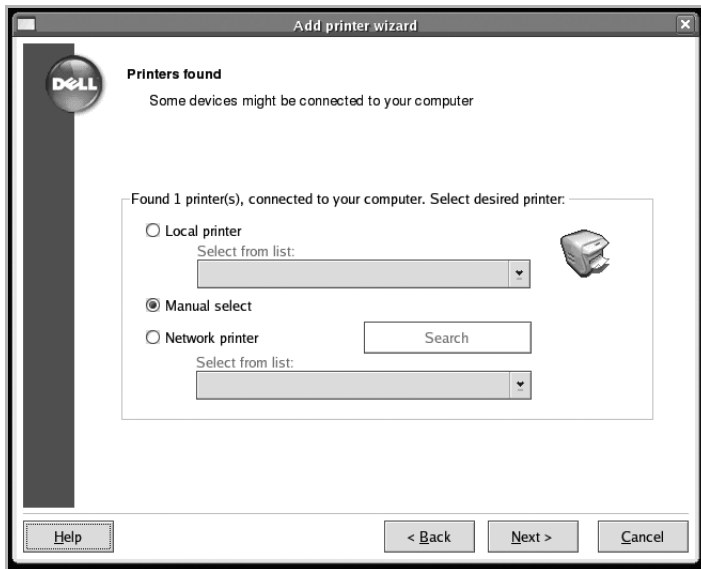 Add printer wizard
DELL
Printers found
Some devices might be connected to your computer
Found 1 printer(s), connected to your computer. Select desired printer:
Local printer
Select from list:
Manual select
Network printer
Search
Select from list:
Help
< Back
Next >
Cancel